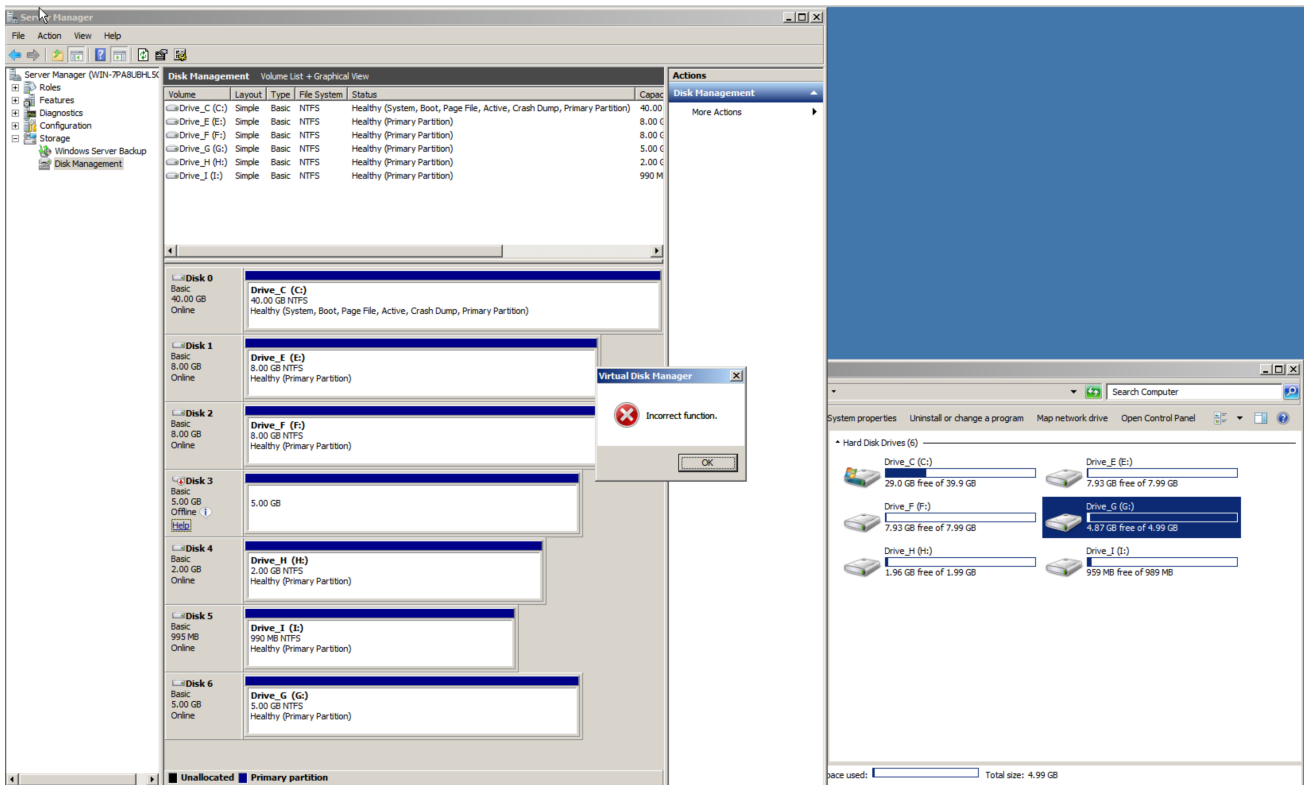 Server Manager
File Action View Help
Server Manager (WIN-7PA8UBHL5C
Roles
Features
Diagnostics
Configuration
Storage
Windows Server Backup
Disk Management
Disk Management Volume List + Graphical View
Volume Layout Type File System Status Capac
Drive_C (C:) Simple Basic NTFS Healthy (System, Boot, Page File, Active, Crash Dump, Primary Partition) 40.00
Drive_E (E:) Simple Basic NTFS Healthy (Primary Partition) 8.00 G
Drive_F (F:) Simple Basic NTFS Healthy (Primary Partition) 8.00 G
Drive_G (G:) Simple Basic NTFS Healthy (Primary Partition) 5.00 G
Drive_H (H:) Simple Basic NTFS Healthy (Primary Partition) 2.00 G
Drive_I (I:) Simple Basic NTFS Healthy (Primary Partition) 990 M
Actions
Disk Management
More Actions
Disk 0
Basic
40.00 GB
Online
Drive_C (C:)
40.00 GB NTFS
Healthy (System, Boot, Page File, Active, Crash Dump, Primary Partition)
Disk 1
Basic
8.00 GB
Online
Drive_E (E:)
8.00 GB NTFS
Healthy (Primary Partition)
Disk 2
Basic
8.00 GB
Online
Drive_F (F:)
8.00 GB NTFS
Healthy (Primary Partition)
Disk 3
Basic
5.00 GB
Offline
Help
5.00 GB
Disk 4
Basic
2.00 GB
Online
Drive_H (H:)
2.00 GB NTFS
Healthy (Primary Partition)
Disk 5
Basic
995 MB
Online
Drive_I (I:)
990 MB NTFS
Healthy (Primary Partition)
Disk 6
Basic
5.00 GB
Online
Drive_G (G:)
5.00 GB NTFS
Healthy (Primary Partition)
Unallocated Primary partition
Virtual Disk Manager
Incorrect function.
OK
Search Computer
System properties Uninstall or change a program Map network drive Open Control Panel
Hard Disk Drives (6)
Drive_C (C:)
29.0 GB free of 39.9 GB
Drive_E (E:)
7.93 GB free of 7.99 GB
Drive_F (F:)
7.93 GB free of 7.99 GB
Drive_G (G:)
4.87 GB free of 4.99 GB
Drive_H (H:)
1.96 GB free of 1.99 GB
Drive_I (I:)
959 MB free of 989 MB
pace used: Total size: 4.99 GB